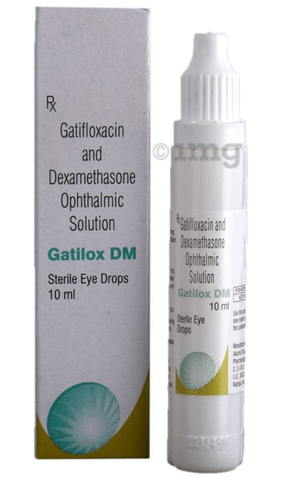 Rx
Gatifloxacin
and
Dexamethasone
Ophthalmic
Solution
Gatilox DM
Sterile Eye Drops
10 ml
1mg
Rx
Gatifloxacin and
Dexamethasone
Ophthalmic
Solution
Gatilox DM
10 ml
Sterile Eye
Drops